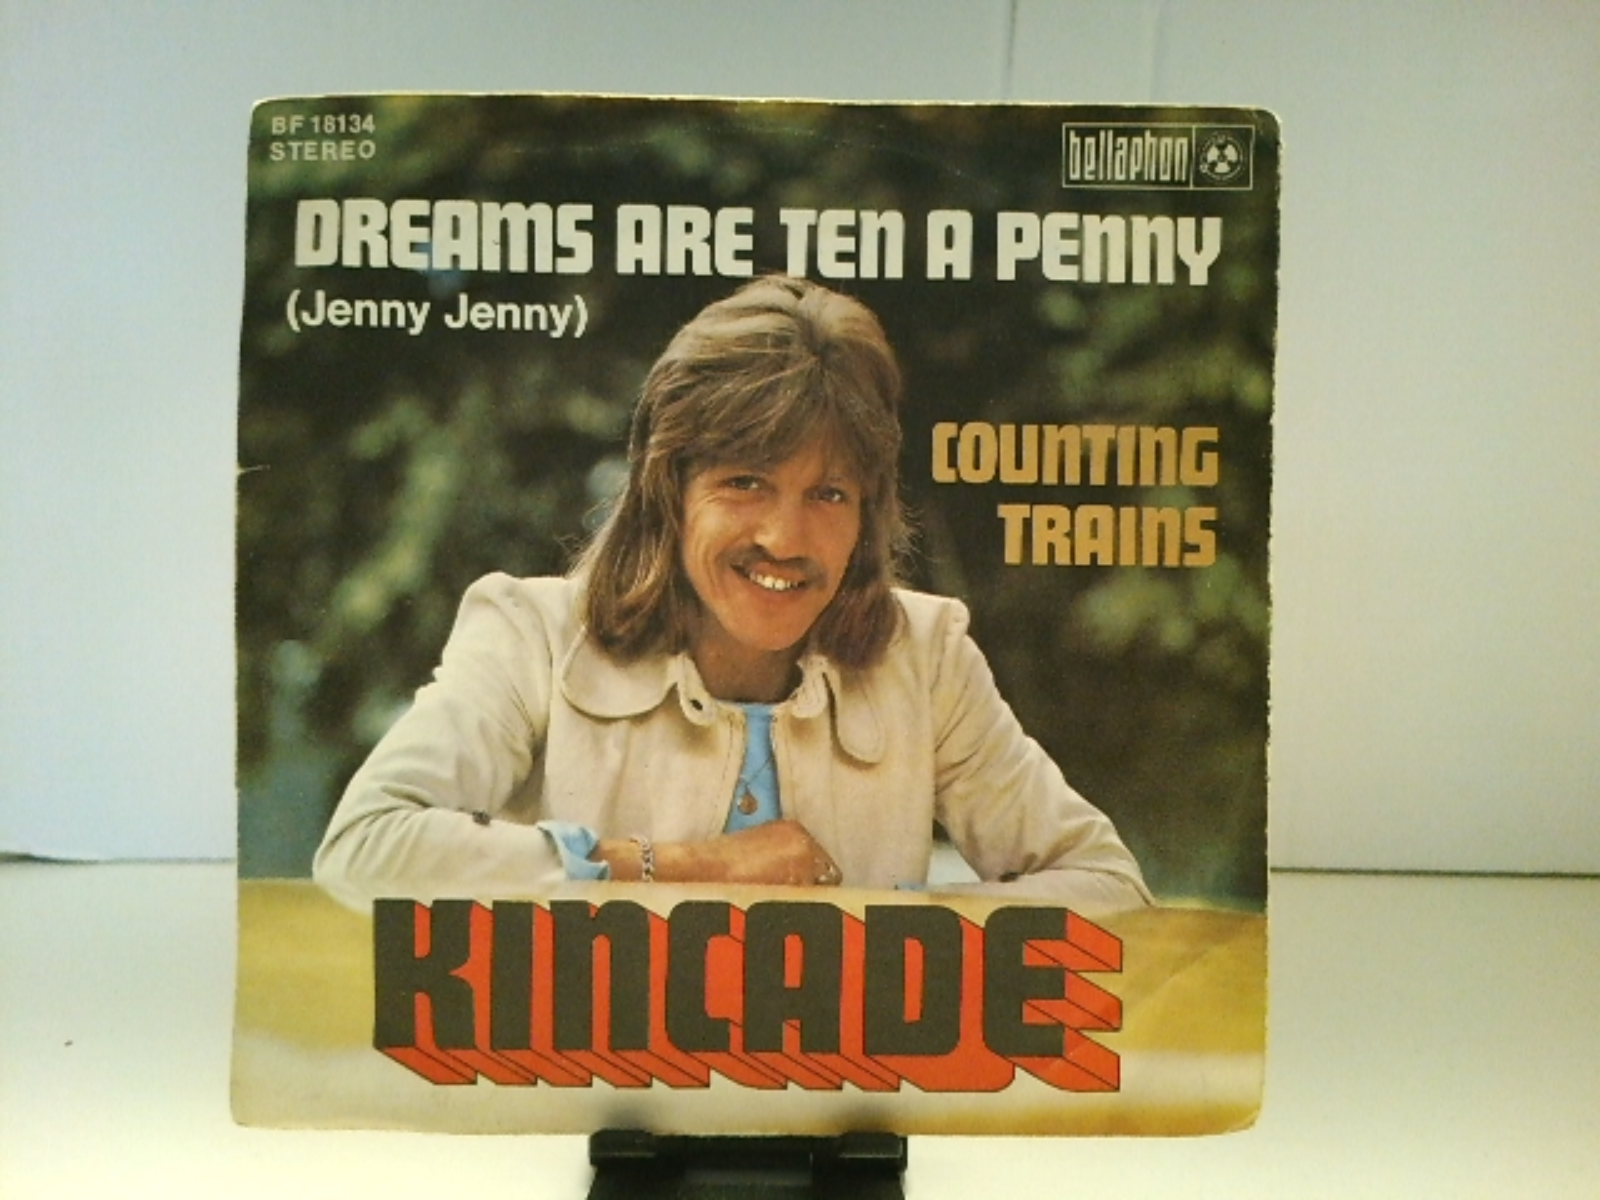 BF 18134
STEREO
bellaphon
DREAMS ARE TEN A PENNY
(Jenny Jenny)
COUNTING
TRAINS
KINCADE